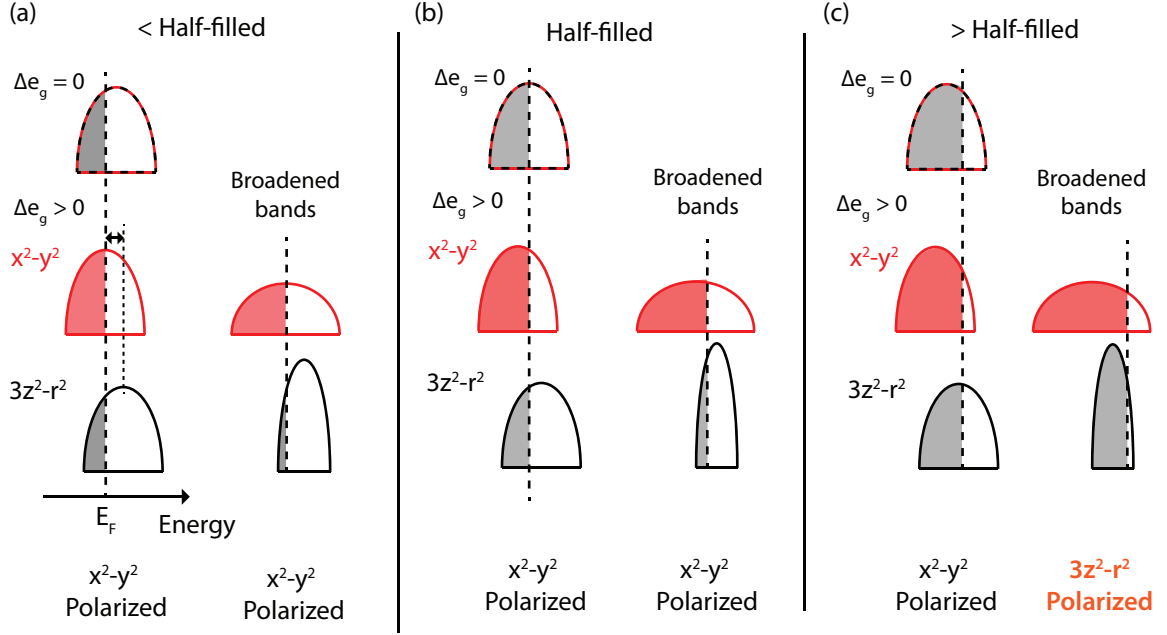 (a)
< Half-filled
Δe_g = 0
Δe_g > 0
Broadened
bands
x²-y²
3z²-r²
E_F
Energy
x²-y²
Polarized
x²-y²
Polarized
(b)
Half-filled
Δe_g = 0
Δe_g > 0
Broadened
bands
x²-y²
3z²-r²
x²-y²
Polarized
x²-y²
Polarized
(c)
> Half-filled
Δe_g = 0
Δe_g > 0
Broadened
bands
x²-y²
3z²-r²
x²-y²
Polarized
3z²-r²
Polarized